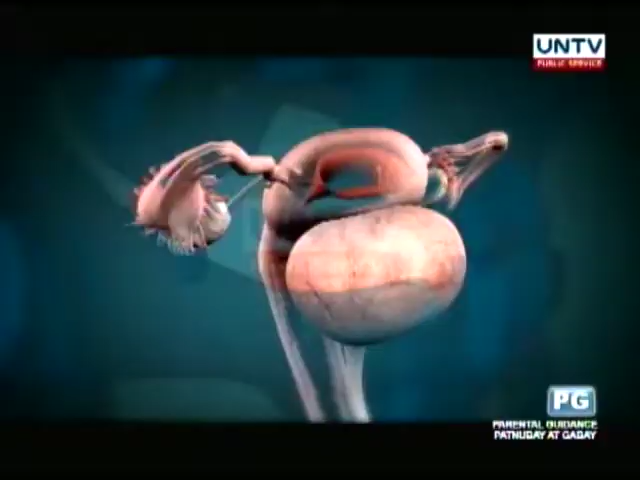 UNTV
PUBLIC SERVICE
PG
PARENTAL GUIDANCE
PATNUBAY AT GABAY